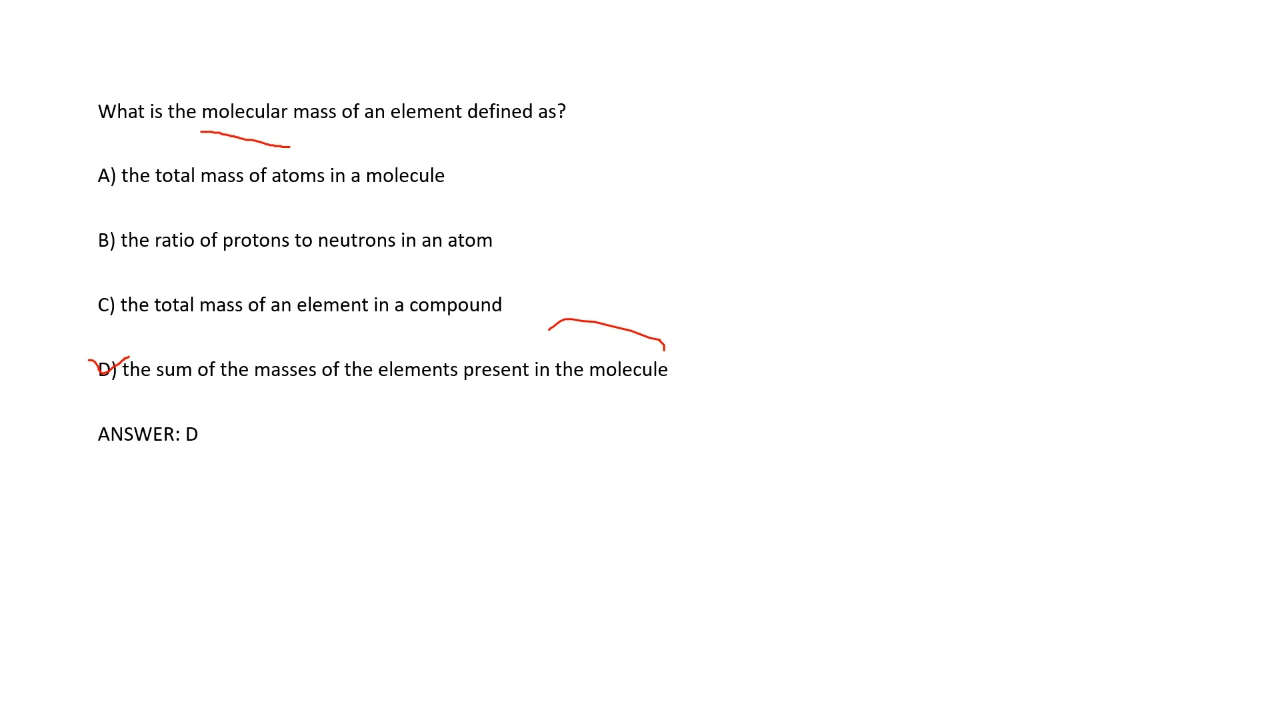 What is the molecular mass of an element defined as?
A) the total mass of atoms in a molecule
B) the ratio of protons to neutrons in an atom
C) the total mass of an element in a compound
D) the sum of the masses of the elements present in the molecule
ANSWER: D